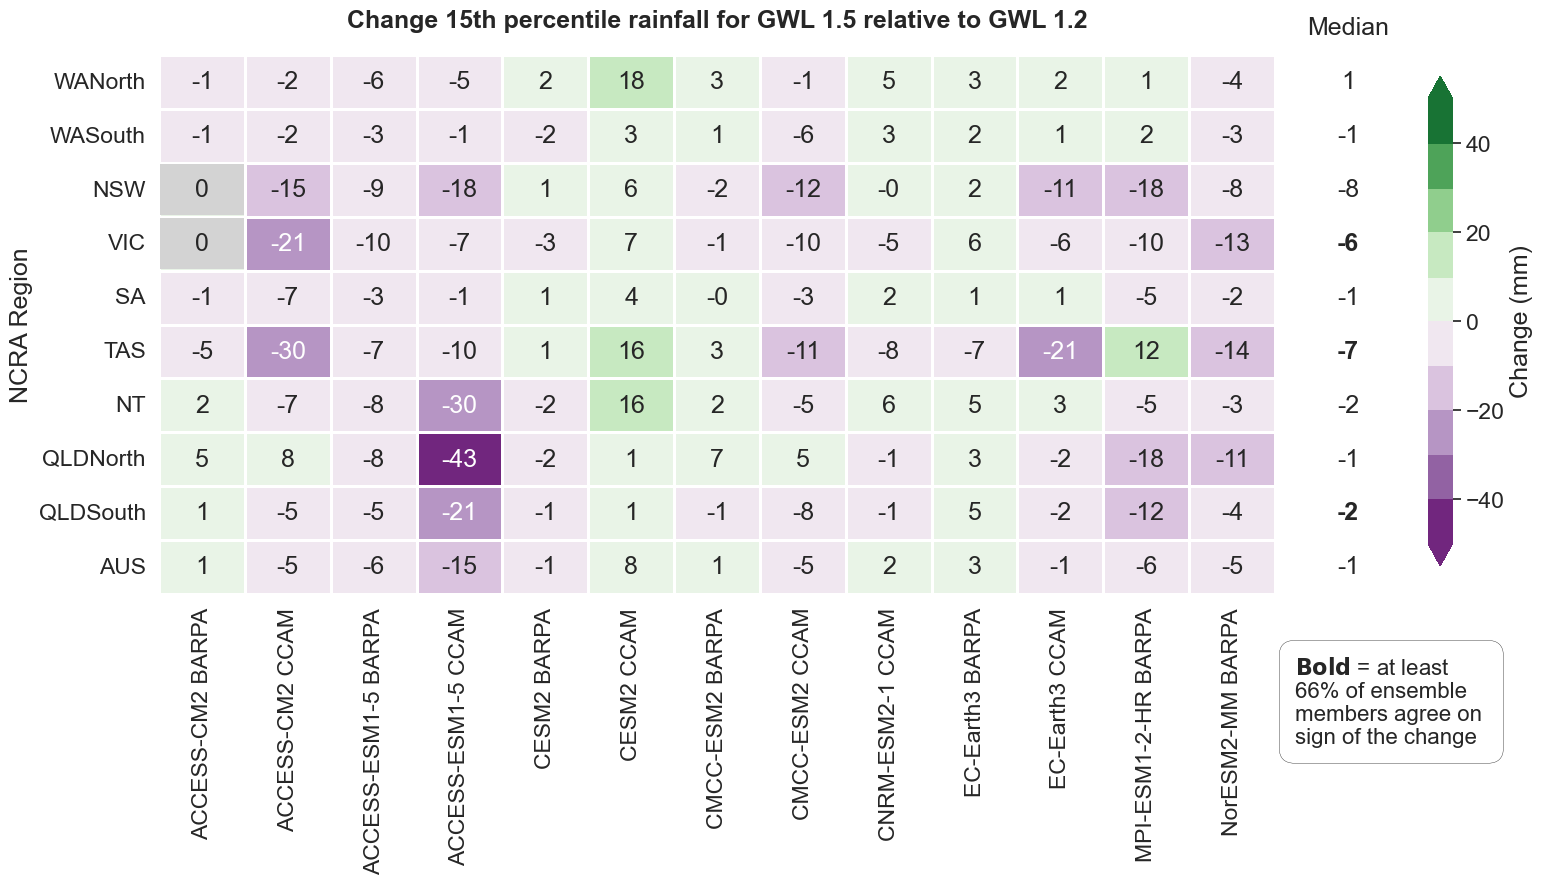 Change 15th percentile rainfall for GWL 1.5 relative to GWL 1.2
Median
WANorth -1 -2 -6 -5 2 18 3 -1 5 3 2 1 -4 1
WASouth -1 -2 -3 -1 -2 3 1 -6 3 2 1 2 -3 -1
NSW 0 -15 -9 -18 1 6 -2 -12 -0 2 -11 -18 -8 -8
VIC 0 -21 -10 -7 -3 7 -1 -10 -5 6 -6 -10 -13 -6
SA -1 -7 -3 -1 1 4 -0 -3 2 1 1 -5 -2 -1
TAS -5 -30 -7 -10 1 16 3 -11 -8 -7 -21 12 -14 -7
NT 2 -7 -8 -30 -2 16 2 -5 6 5 3 -5 -3 -2
QLDNorth 5 8 -8 -43 -2 1 7 5 -1 3 -2 -18 -11 -1
QLDSouth 1 -5 -5 -21 -1 1 -1 -8 -1 5 -2 -12 -4 -2
AUS 1 -5 -6 -15 -1 8 1 -5 2 3 -1 -6 -5 -1
NCRA Region
ACCESS-CM2 BARPA
ACCESS-CM2 CCAM
ACCESS-ESM1-5 BARPA
ACCESS-ESM1-5 CCAM
CESM2 BARPA
CESM2 CCAM
CMCC-ESM2 BARPA
CMCC-ESM2 CCAM
CNRM-ESM2-1 CCAM
EC-Earth3 BARPA
EC-Earth3 CCAM
MPI-ESM1-2-HR BARPA
NorESM2-MM BARPA
40
20
0
−20
−40
Change (mm)
Bold = at least
66% of ensemble
members agree on
sign of the change